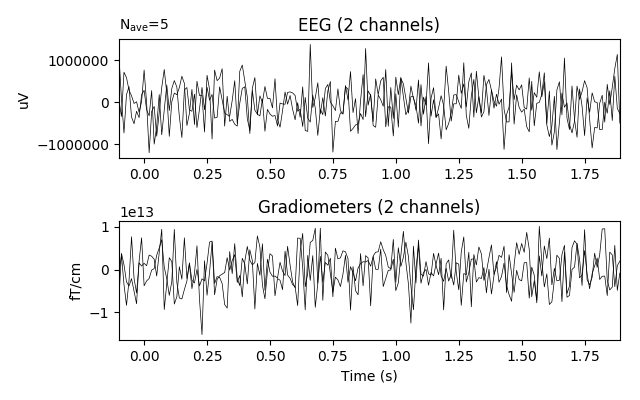 Nave=5
EEG (2 channels)
1000000
0
−1000000
uV
0.00 0.25 0.50 0.75 1.00 1.25 1.50 1.75
1e13
Gradiometers (2 channels)
1
0
−1
fT/cm
0.00 0.25 0.50 0.75 1.00 1.25 1.50 1.75
Time (s)